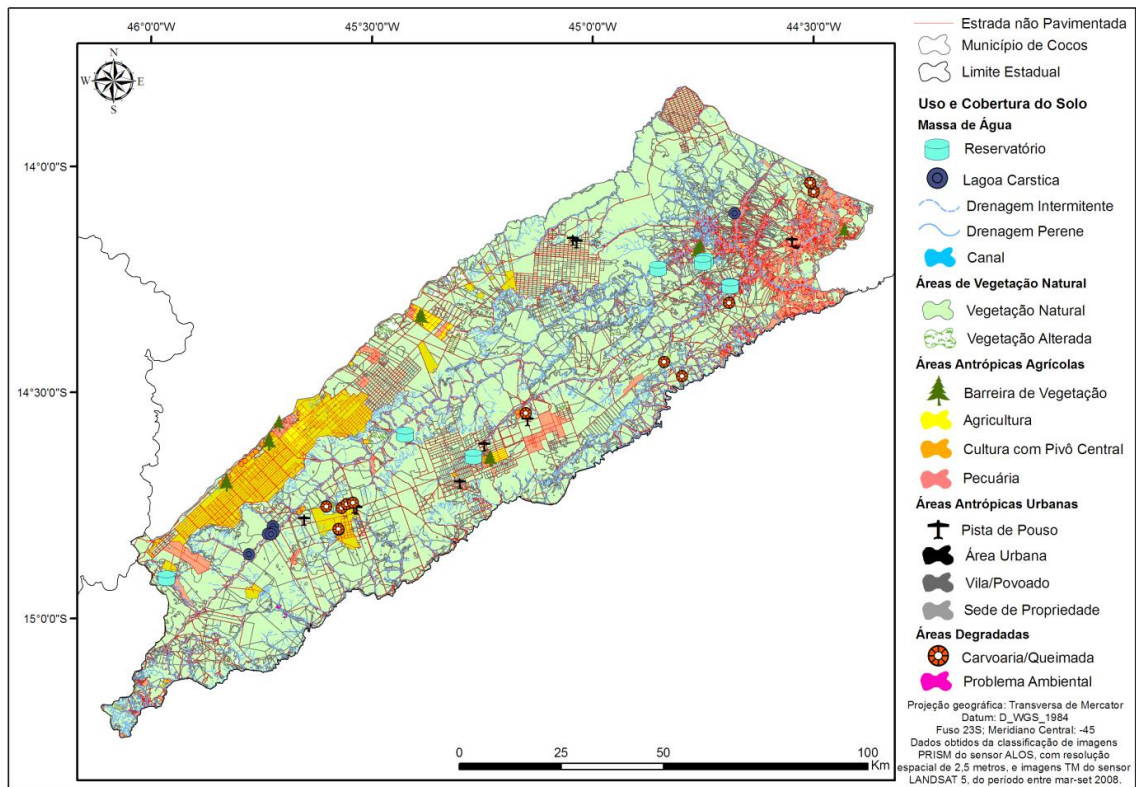 46°0'0"W
45°30'0"W
45°0'0"W
44°30'0"W
N
W
E
S
14°0'0"S
14°30'0"S
15°0'0"S
0
25
50
100
Km
Estrada não Pavimentada
Município de Cocos
Limite Estadual
Uso e Cobertura do Solo
Massa de Água
Reservatório
Lagoa Carstica
Drenagem Intermitente
Drenagem Perene
Canal
Áreas de Vegetação Natural
Vegetação Natural
Vegetação Alterada
Áreas Antrópicas Agrícolas
Barreira de Vegetação
Agricultura
Cultura com Pivô Central
Pecuária
Áreas Antrópicas Urbanas
Pista de Pouso
Área Urbana
Vila/Povoado
Sede de Propriedade
Áreas Degradadas
Carvoaria/Queimada
Problema Ambiental
Projeção geográfica: Transversa de Mercator
Datum: D_WGS_1984
Fuso 23S; Meridiano Central: -45
Dados obtidos da classificação de imagens
PRISM do sensor ALOS, com resolução
espacial de 2,5 metros, e imagens TM do sensor
LANDSAT 5, do período entre mar-set 2008.